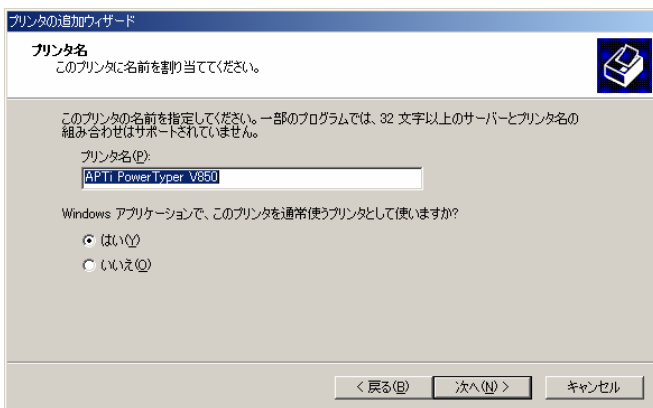 プリンタの追加ウィザード
プリンタ名
このプリンタに名前を割り当ててください。
このプリンタの名前を指定してください。一部のプログラムでは、32 文字以上のサーバーとプリンタ名の
組み合わせはサポートされていません。
プリンタ名(P):
APTi PowerTyper V850
Windows アプリケーションで、このプリンタを通常使うプリンタとして使いますか?
はい(Y)
いいえ(O)
< 戻る(B)
次へ(N) >
キャンセル